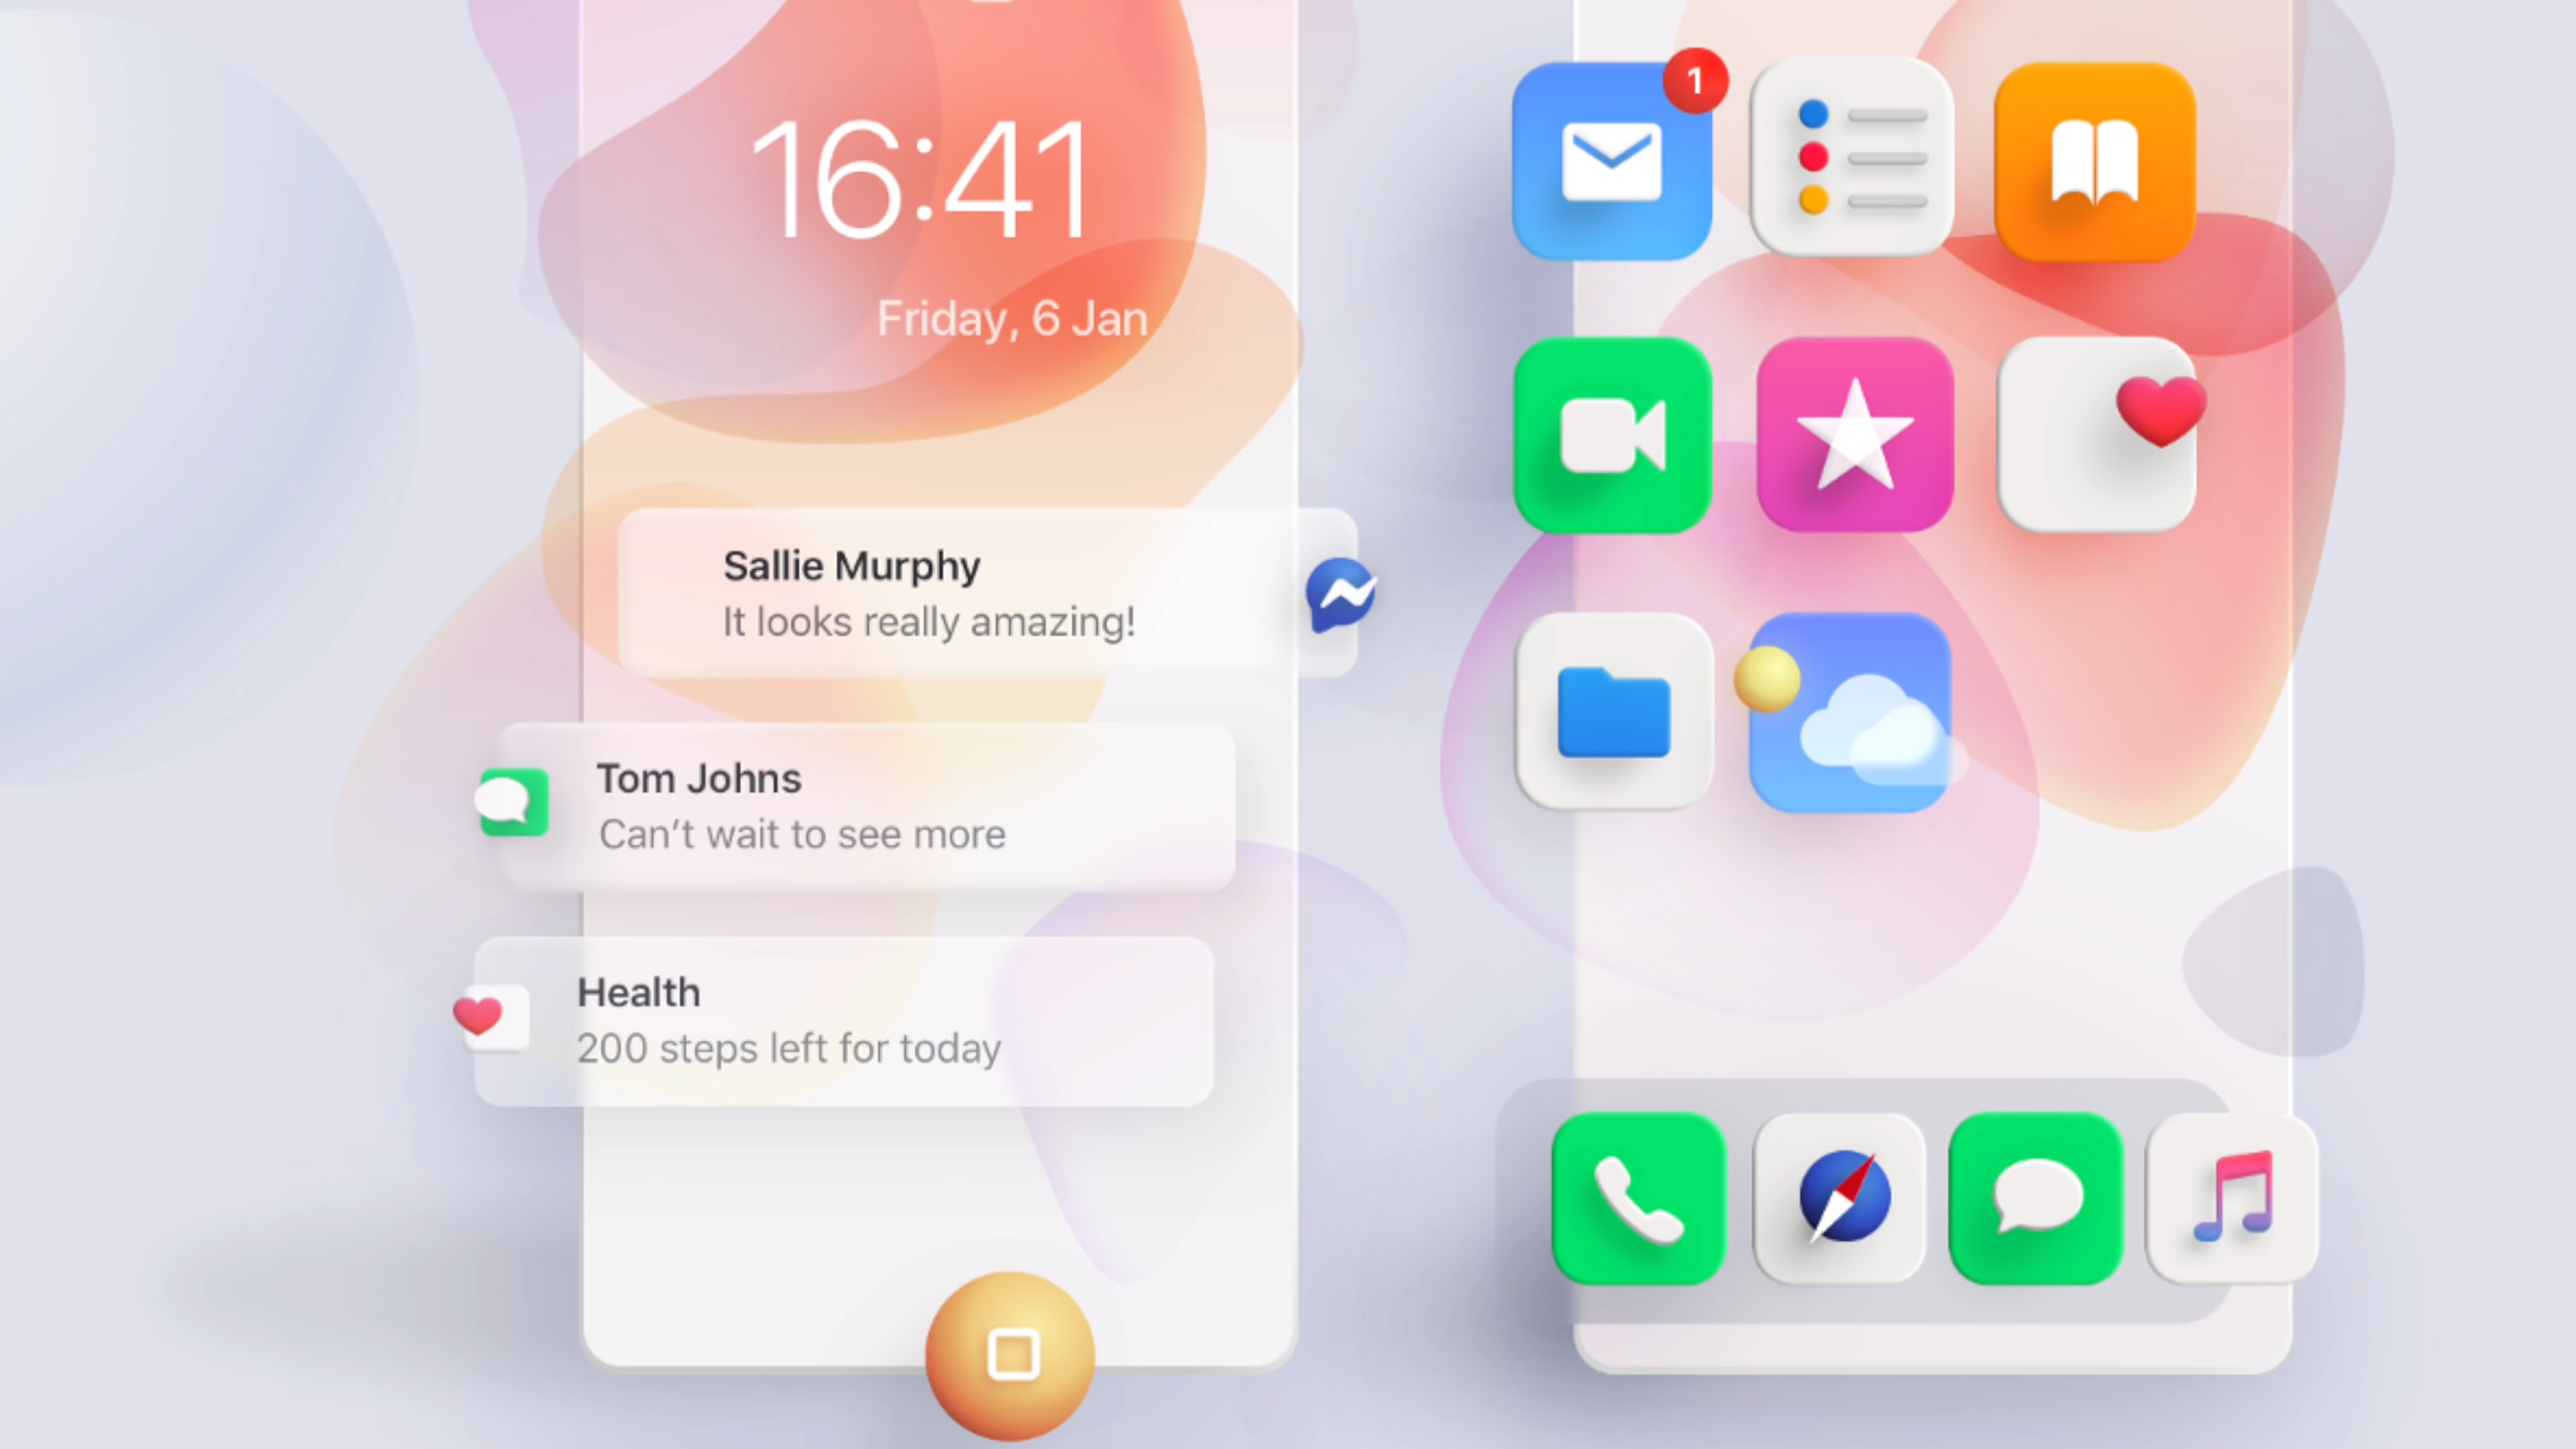 16:41
Friday, 6 Jan
Sallie Murphy
It looks really amazing!
Tom Johns
Can’t wait to see more
Health
200 steps left for today
1